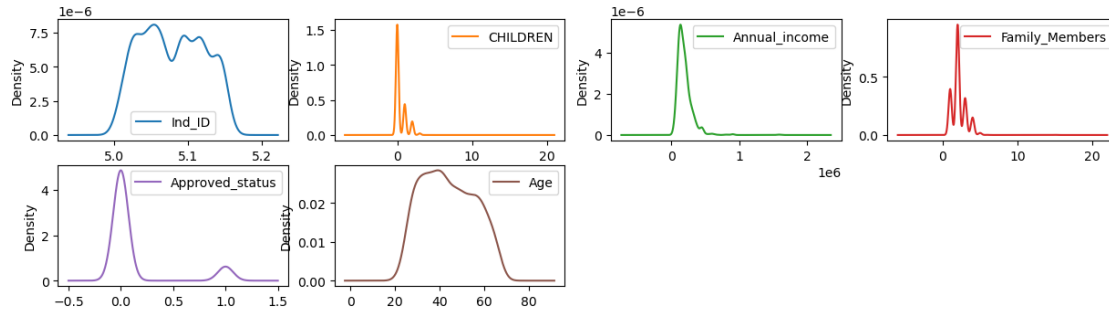 1e−6
7.5
5.0
2.5
0.0
Density
Ind_ID
5.0
5.1
5.2
1.5
1.0
0.5
0.0
Density
CHILDREN
0
10
20
1e−6
4
2
0
Density
Annual_income
0
1
2
1e6
0.5
0.0
Density
Family_Members
0
10
20
4
2
0
Density
Approved_status
−0.5
0.0
0.5
1.0
1.5
0.02
0.01
0.00
Density
Age
0
20
40
60
80